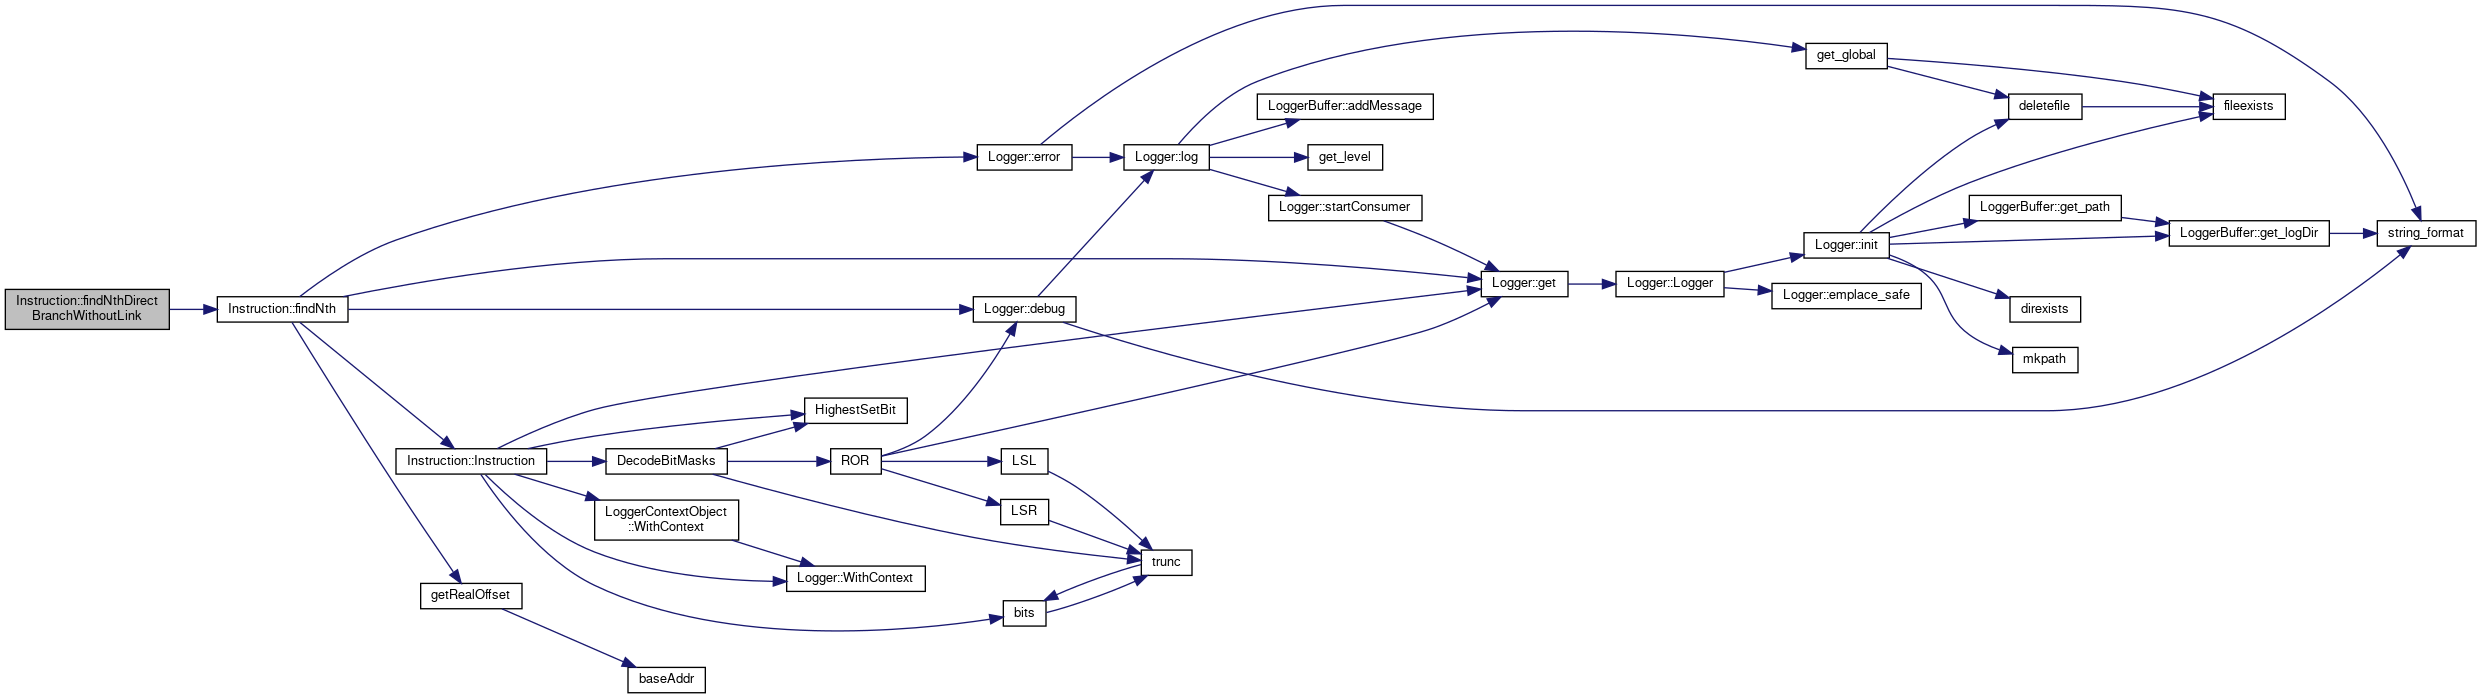 Instruction::findNthDirect
BranchWithoutLink
Instruction::findNth
Logger::error
Logger::debug
Instruction::Instruction
getRealOffset
baseAddr
DecodeBitMasks
LoggerContextObject
::WithContext
HighestSetBit
ROR
Logger::WithContext
LSL
LSR
bits
trunc
Logger::log
LoggerBuffer::addMessage
get_level
Logger::startConsumer
Logger::get
Logger::Logger
get_global
Logger::init
Logger::emplace_safe
deletefile
LoggerBuffer::get_path
direxists
mkpath
fileexists
LoggerBuffer::get_logDir
string_format